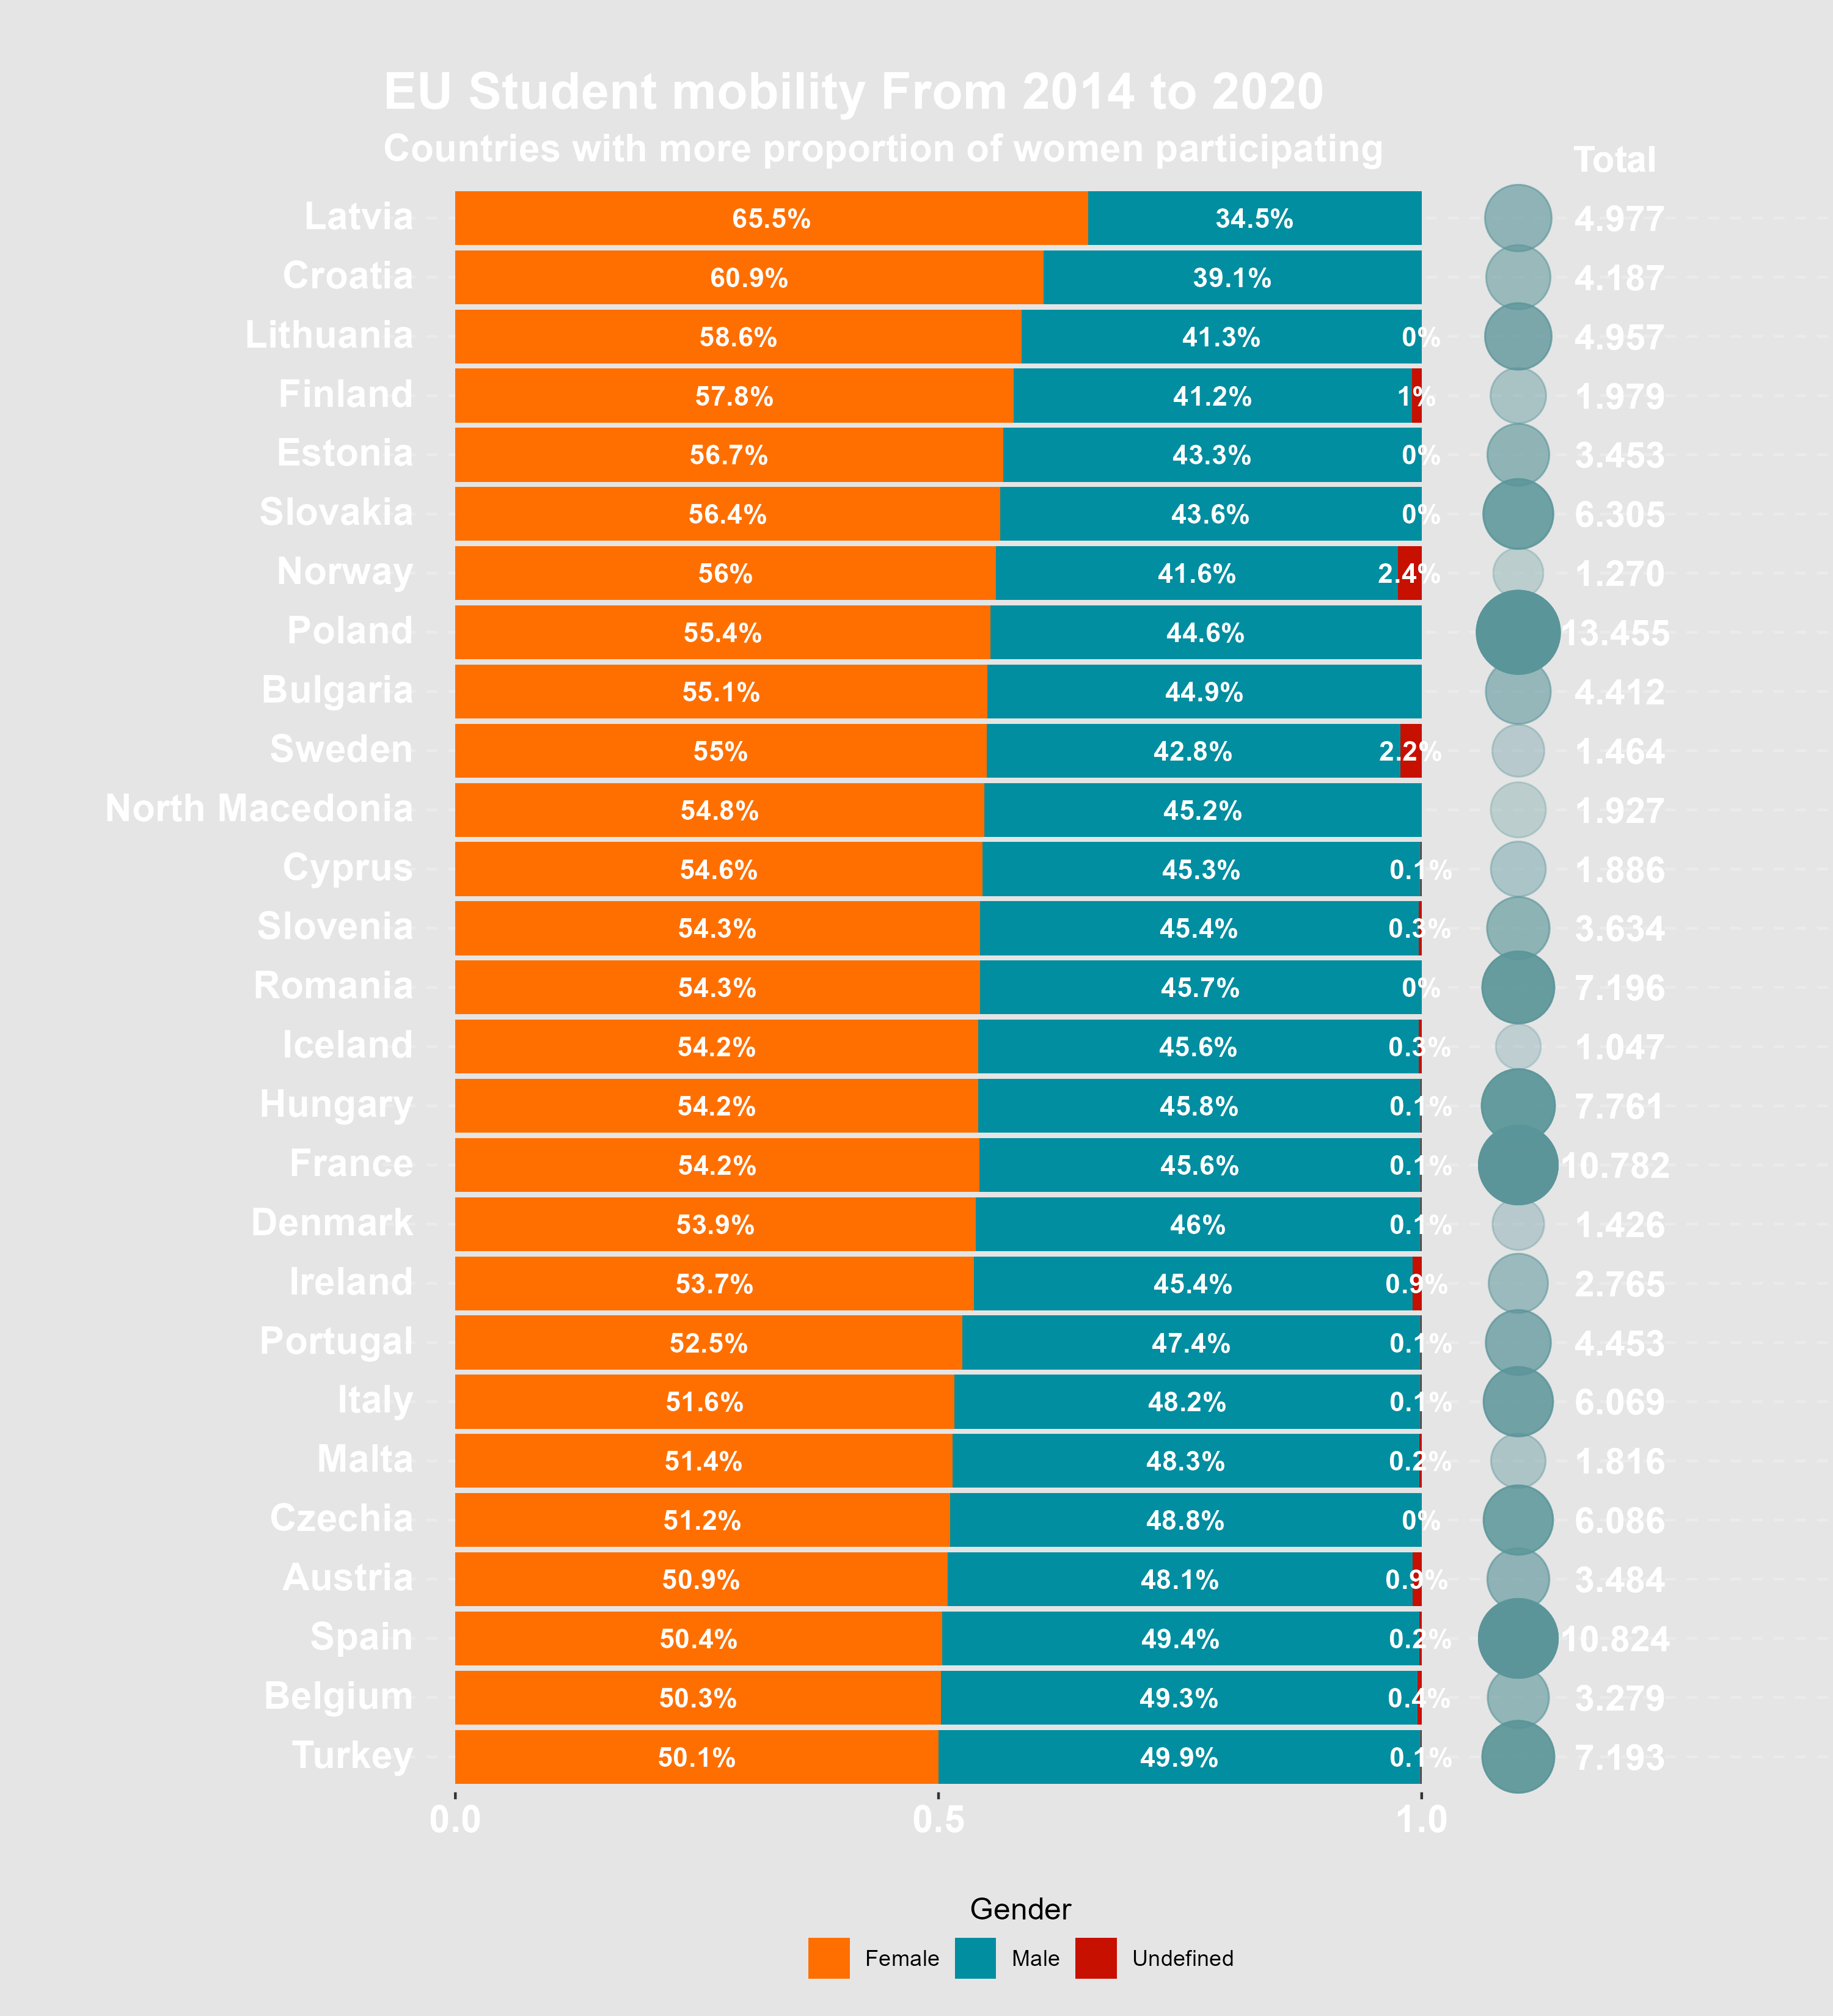 EU Student mobility From 2014 to 2020
Countries with more proportion of women participating
Total
Latvia 65.5% 34.5% 4.977
Croatia 60.9% 39.1% 4.187
Lithuania 58.6% 41.3% 0% 4.957
Finland 57.8% 41.2% 1% 1.979
Estonia 56.7% 43.3% 0% 3.453
Slovakia 56.4% 43.6% 0% 6.305
Norway 56% 41.6% 2.4% 1.270
Poland 55.4% 44.6% 13.455
Bulgaria 55.1% 44.9% 4.412
Sweden 55% 42.8% 2.2% 1.464
North Macedonia 54.8% 45.2% 1.927
Cyprus 54.6% 45.3% 0.1% 1.886
Slovenia 54.3% 45.4% 0.3% 3.634
Romania 54.3% 45.7% 0% 7.196
Iceland 54.2% 45.6% 0.3% 1.047
Hungary 54.2% 45.8% 0.1% 7.761
France 54.2% 45.6% 0.1% 10.782
Denmark 53.9% 46% 0.1% 1.426
Ireland 53.7% 45.4% 0.9% 2.765
Portugal 52.5% 47.4% 0.1% 4.453
Italy 51.6% 48.2% 0.1% 6.069
Malta 51.4% 48.3% 0.2% 1.816
Czechia 51.2% 48.8% 0% 6.086
Austria 50.9% 48.1% 0.9% 3.484
Spain 50.4% 49.4% 0.2% 10.824
Belgium 50.3% 49.3% 0.4% 3.279
Turkey 50.1% 49.9% 0.1% 7.193
0.0 0.5 1.0
Gender
Female Male Undefined